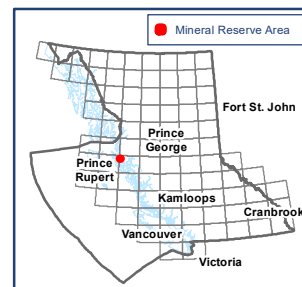 Mineral Reserve Area
Fort St. John
Prince
George
Prince
Rupert
Kamloops
Cranbrook
Vancouver
Victoria